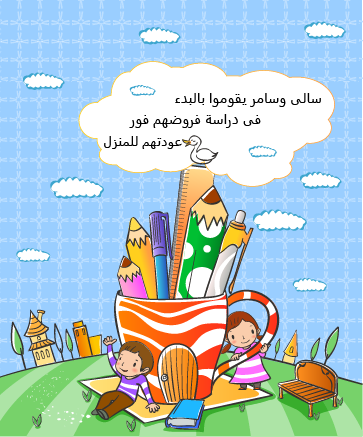 سالى وسامر يقوموا بالبدء
فى دراسة فروضهم فور
عودتهم للمنزل